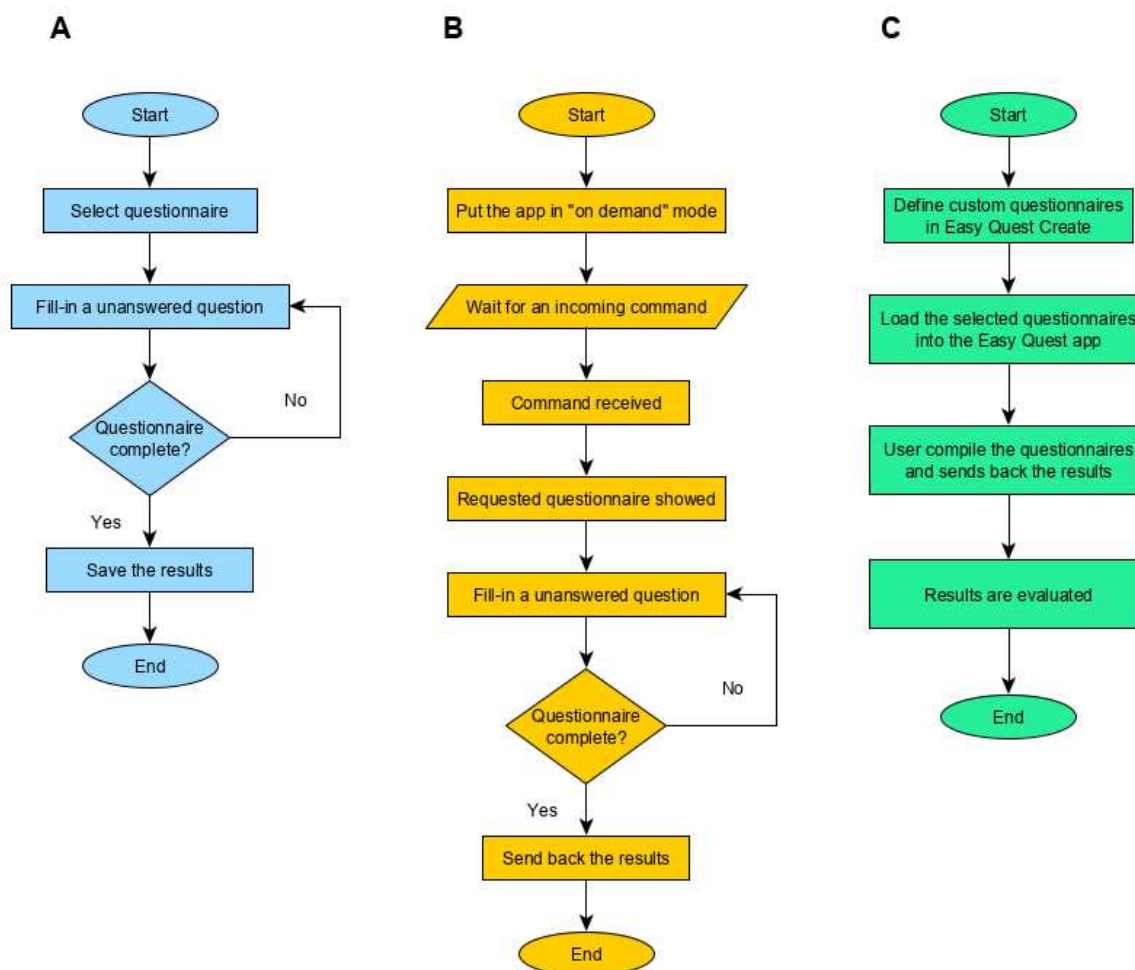 A
Start
Select questionnaire
Fill-in a unanswered question
No
Questionnaire
complete?
Yes
Save the results
End
B
Start
Put the app in "on demand" mode
Wait for an incoming command
Command received
Requested questionnaire showed
Fill-in a unanswered question
No
Questionnaire
complete?
Yes
Send back the results
End
C
Start
Define custom questionnaires
in Easy Quest Create
Load the selected questionnaires
into the Easy Quest app
User compile the questionnaires
and sends back the results
Results are evaluated
End